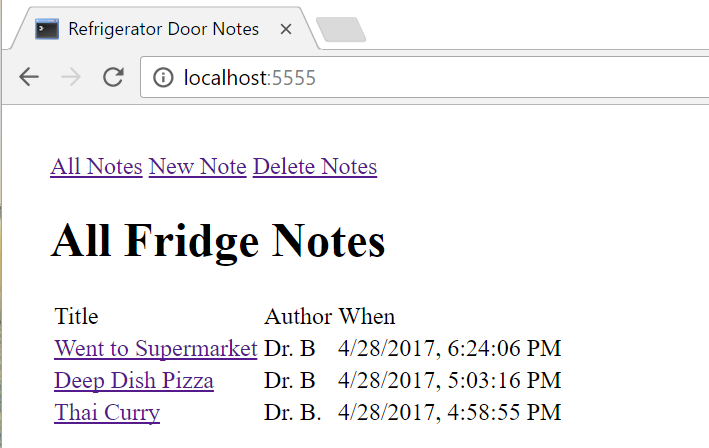 Refrigerator Door Notes
localhost:5555
All Notes New Note Delete Notes
All Fridge Notes
Title Author When
Went to Supermarket Dr. B 4/28/2017, 6:24:06 PM
Deep Dish Pizza Dr. B 4/28/2017, 5:03:16 PM
Thai Curry Dr. B. 4/28/2017, 4:58:55 PM